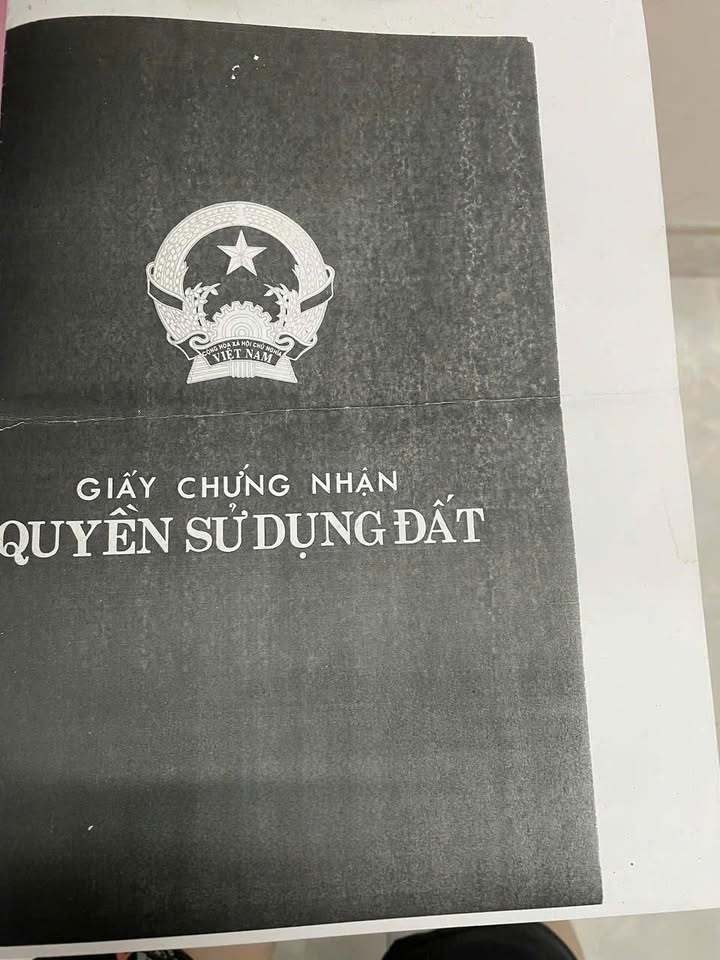 CỘNG HÒA XÃ HỘI CHỦ NGHĨA
VIỆT NAM
GIẤY CHỨNG NHẬN
QUYỀN SỬ DỤNG ĐẤT